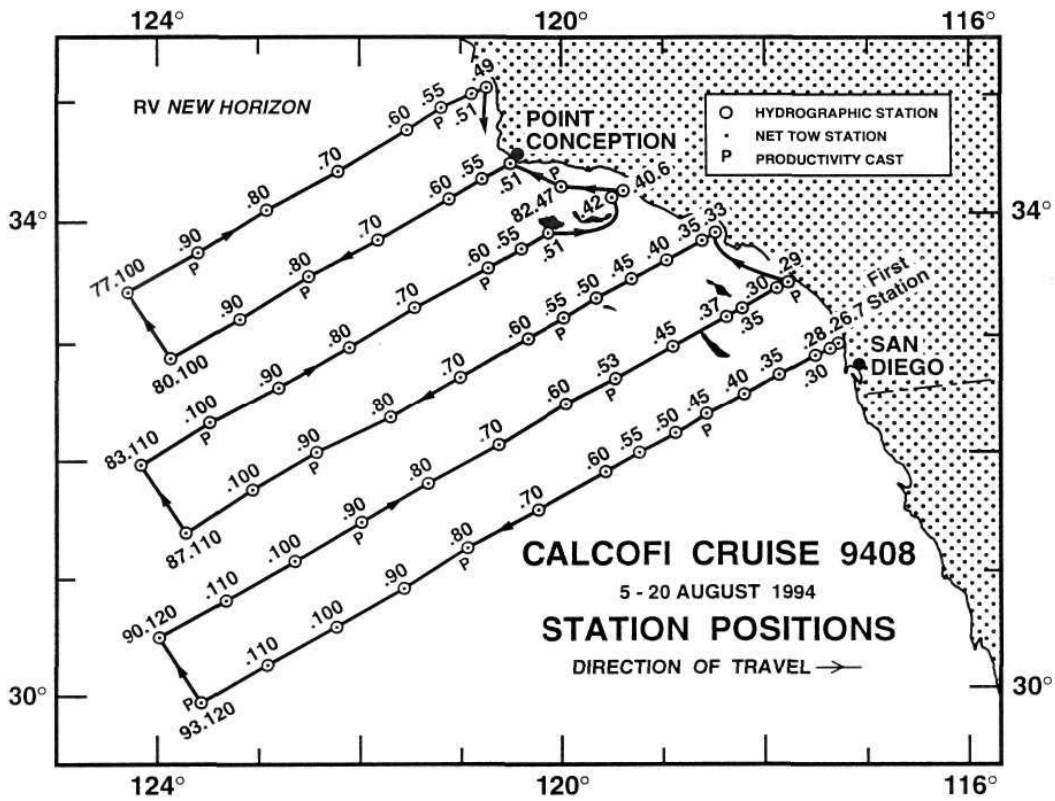 124°
120°
116°
RV NEW HORIZON
HYDROGRAPHIC STATION
NET TOW STATION
P PRODUCTIVITY CAST
POINT
CONCEPTION
34°
34°
77.100
.90
P
.80
.70
.60
.55
P
.51
.49
80.100
.90
.80
P
.70
.60
.55
.51
P
40.6
.42
82.47
83.110
.100
P
.90
.80
.70
.60
P
.55
.51
87.110
.100
.90
P
.80
.70
.60
.55
P
.50
.45
.40
.35
.33
90.120
.110
.100
.90
P
.80
.70
.60
.53
P
.45
.37
.35
.30
.29
P
93.120
P
.110
.100
.90
.80
P
.70
.60
.55
.50
.45
P
.40
.35
.30
.28
.26.7
First
Station
SAN
DIEGO
CALCOFI CRUISE 9408
5 - 20 AUGUST 1994
STATION POSITIONS
DIRECTION OF TRAVEL
30°
30°
124°
120°
116°